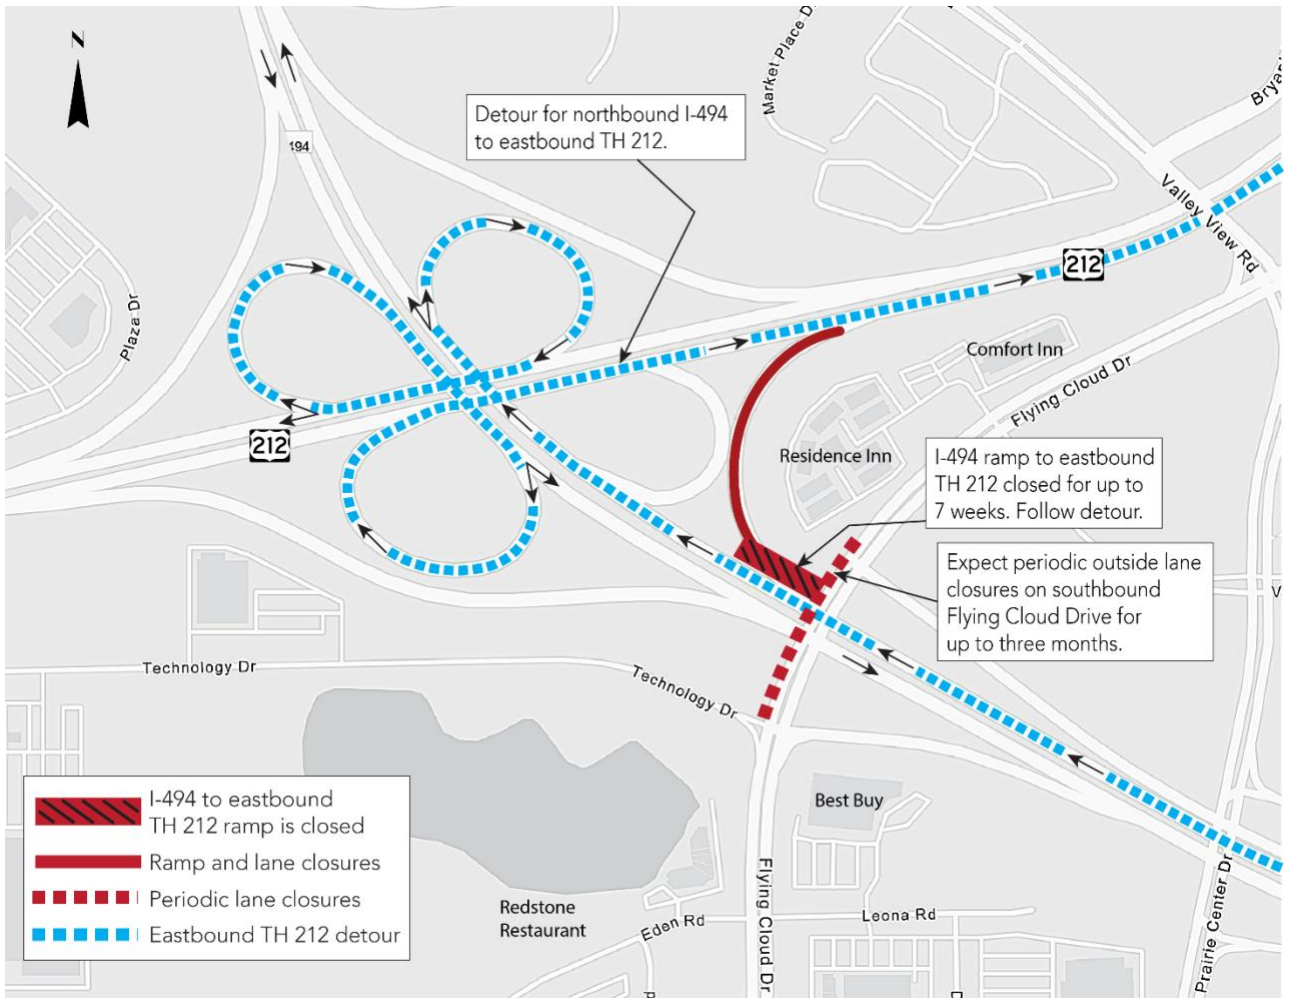 N
Market Place D
Brya
Detour for northbound I-494
to eastbound TH 212.
494
Valley View Rd
212
Plaza Dr
Comfort Inn
Flying Cloud Dr
212
Residence Inn
I-494 ramp to eastbound
TH 212 closed for up to
7 weeks. Follow detour.
Expect periodic outside lane
closures on southbound
Flying Cloud Drive for
up to three months.
V
Technology Dr
Technology Dr
I-494 to eastbound
TH 212 ramp is closed
Ramp and lane closures
Periodic lane closures
Eastbound TH 212 detour
Best Buy
Redstone
Restaurant
Eden Rd
Leona Rd
Flying Cloud Dr
Prairie Center Dr